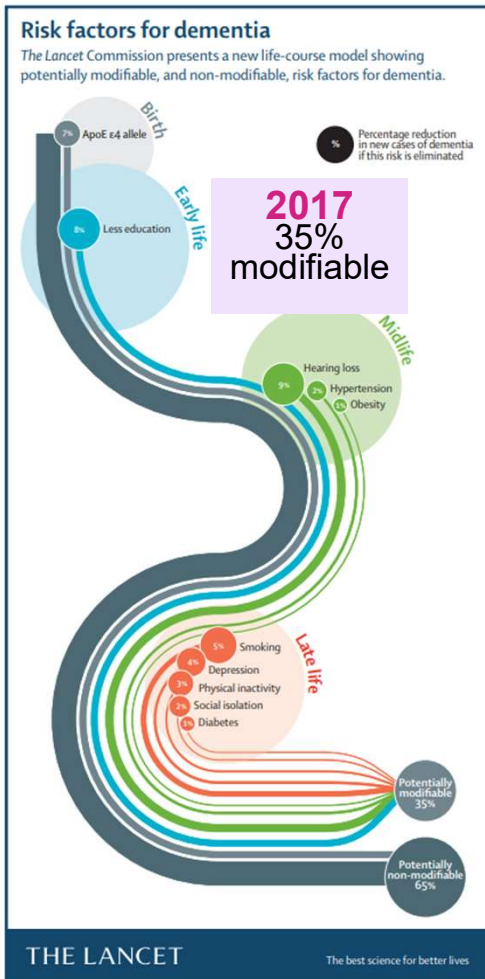 Risk factors for dementia
The Lancet Commission presents a new life-course model showing
potentially modifiable, and non-modifiable, risk factors for dementia.
Birth
7%
ApoE ε4 allele
%
Percentage reduction
in new cases of dementia
if this risk is eliminated
Early life
8%
Less education
2017
35%
modifiable
Midlife
Hearing loss
9%
2%
Hypertension
1%
Obesity
Late life
5%
Smoking
4%
Depression
3%
Physical inactivity
2%
Social isolation
1%
Diabetes
Potentially
modifiable
35%
Potentially
non-modifiable
65%
THE LANCET
The best science for better lives